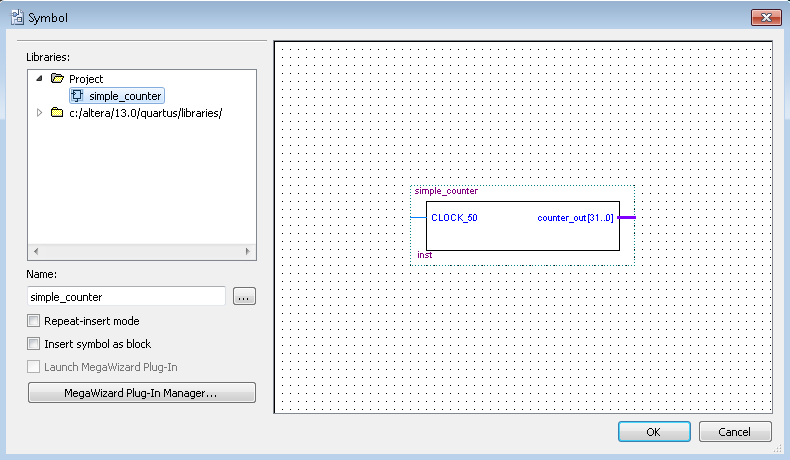 Symbol
Libraries:
Project
simple_counter
c:/altera/13.0/quartus/libraries/
Name:
simple_counter
...
Repeat-insert mode
Insert symbol as block
Launch MegaWizard Plug-In
MegaWizard Plug-In Manager...
simple_counter
CLOCK_50 counter_out[31..0]
inst
OK Cancel